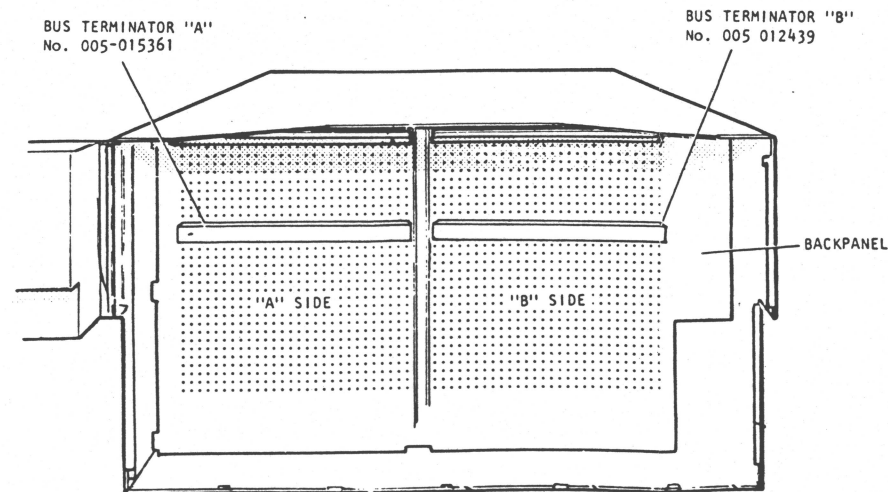 BUS TERMINATOR "A"
No. 005-015361
BUS TERMINATOR "B"
No. 005 012439
BACKPANEL
"A" SIDE
"B" SIDE